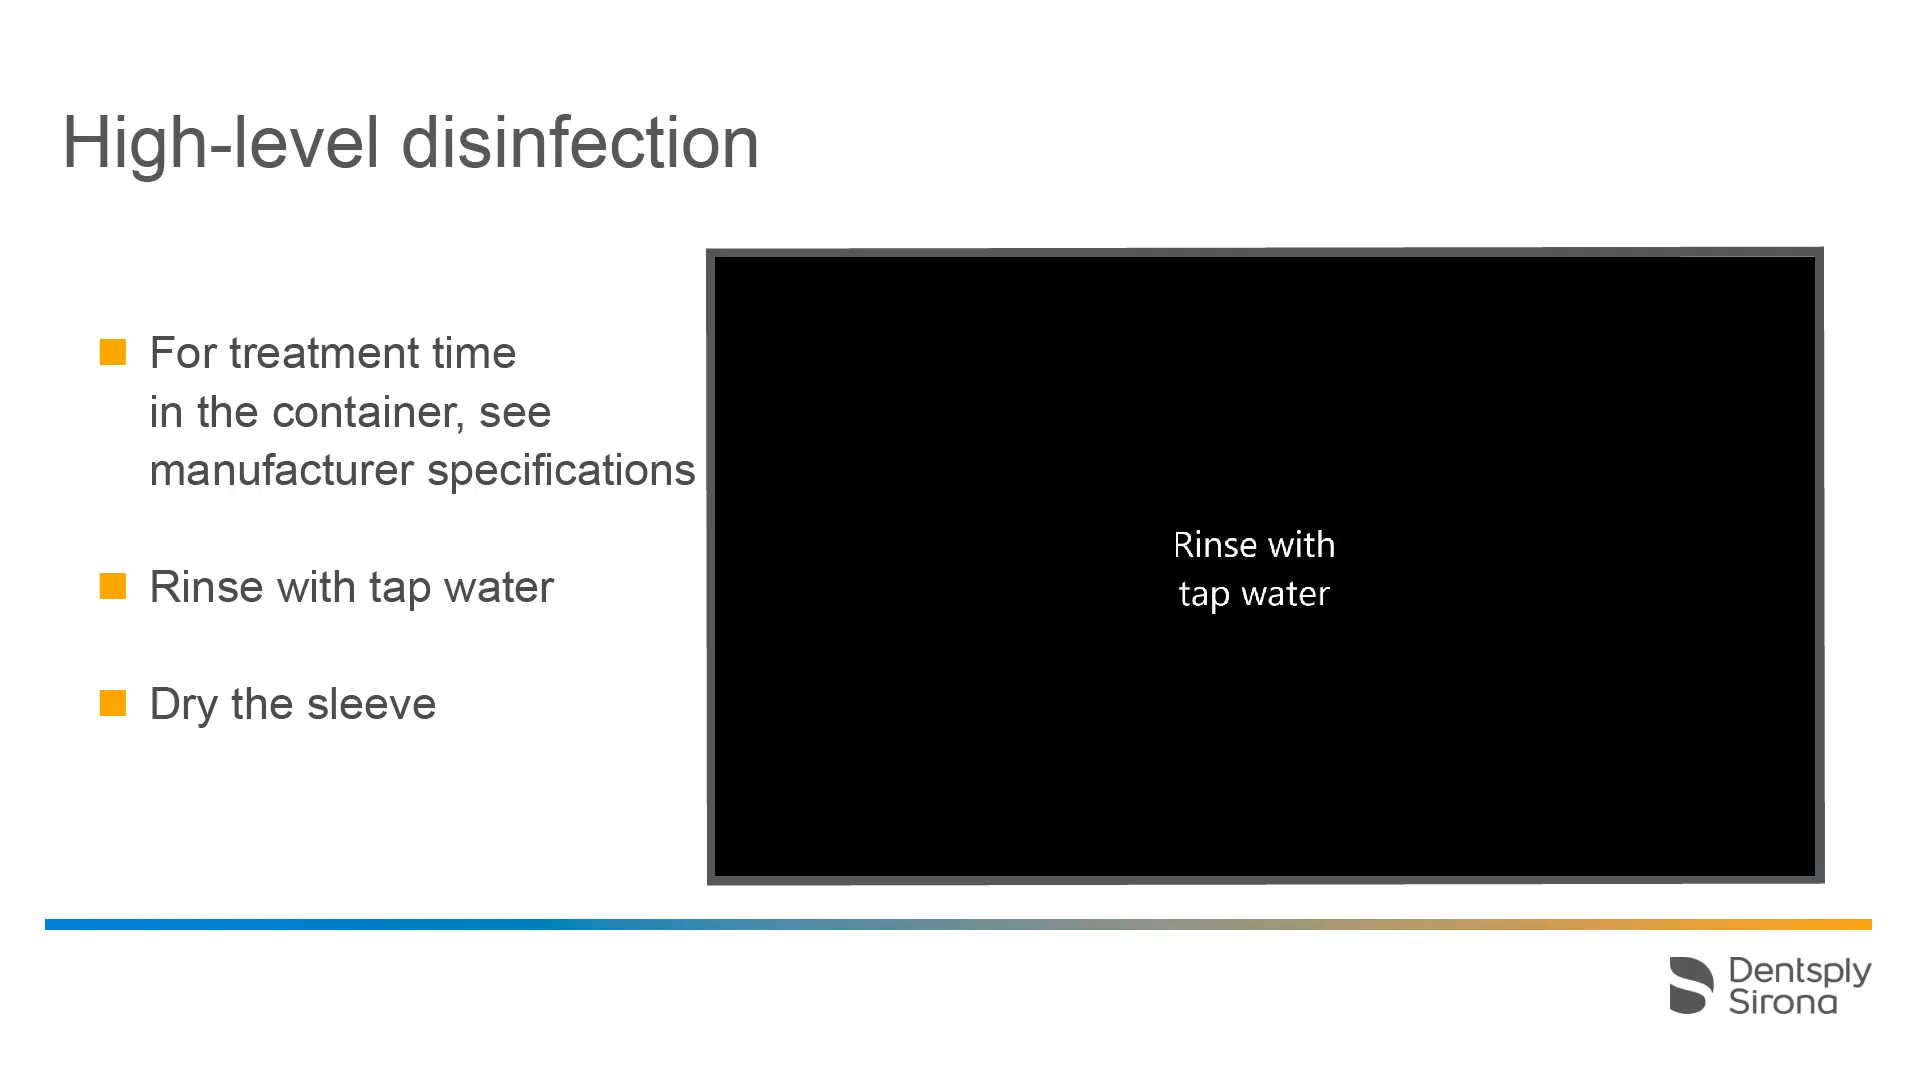 High-level disinfection
For treatment time
in the container, see
manufacturer specifications
Rinse with tap water
Dry the sleeve
Rinse with
tap water
Dentsply
Sirona